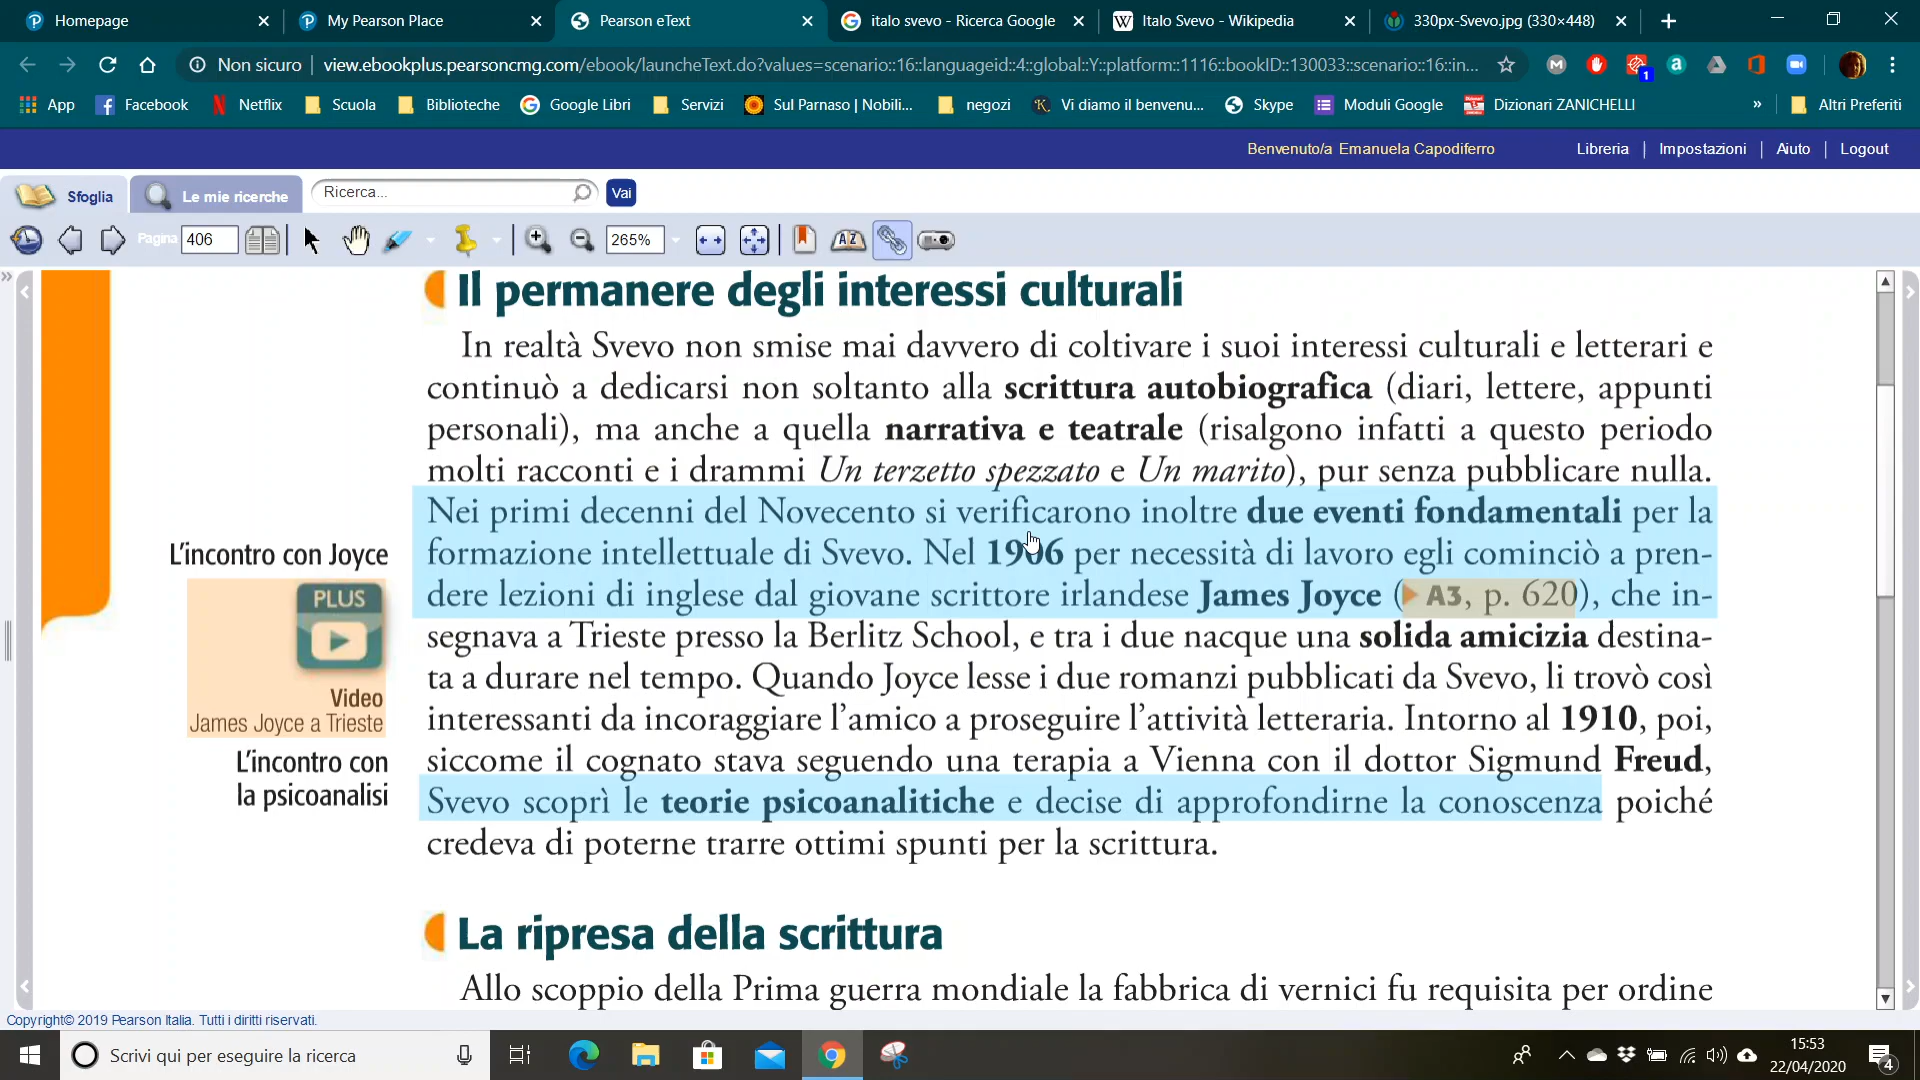 Homepage
My Pearson Place
Pearson eText
italo svevo - Ricerca Google
Italo Svevo - Wikipedia
330px-Svevo.jpg (330×448)
Non sicuro
view.ebookplus.pearsoncmg.com/ebook/launcheText.do?values=scenario::16::languageid::4::global::Y::platform::1116::bookID::130033::scenario::16::in...
App
Facebook
Netflix
Scuola
Biblioteche
Google Libri
Servizi
Sul Parnaso | Nobili...
negozi
Vi diamo il benvenu...
Skype
Moduli Google
Dizionari ZANICHELLI
»
Altri Preferiti
Benvenuto/a Emanuela Capodiferro
Libreria | Impostazioni | Aiuto | Logout
Sfoglia
Le mie ricerche
Ricerca...
Vai
Pagina 406
265%
Il permanere degli interessi culturali
In realtà Svevo non smise mai davvero di coltivare i suoi interessi culturali e letterari e
continuò a dedicarsi non soltanto alla scrittura autobiografica (diari, lettere, appunti
personali), ma anche a quella narrativa e teatrale (risalgono infatti a questo periodo
molti racconti e i drammi Un terzetto spezzato e Un marito), pur senza pubblicare nulla.
Nei primi decenni del Novecento si verificarono inoltre due eventi fondamentali per la
formazione intellettuale di Svevo. Nel 1906 per necessità di lavoro egli cominciò a pren-
dere lezioni di inglese dal giovane scrittore irlandese James Joyce (▶ A3, p. 620), che in-
segnava a Trieste presso la Berlitz School, e tra i due nacque una solida amicizia destina-
ta a durare nel tempo. Quando Joyce lesse i due romanzi pubblicati da Svevo, li trovò così
interessanti da incoraggiare l'amico a proseguire l'attività letteraria. Intorno al 1910, poi,
siccome il cognato stava seguendo una terapia a Vienna con il dottor Sigmund Freud,
Svevo scoprì le teorie psicoanalitiche e decise di approfondirne la conoscenza poiché
credeva di poterne trarre ottimi spunti per la scrittura.
L'incontro con Joyce
PLUS
Video
James Joyce a Trieste
L'incontro con
la psicoanalisi
La ripresa della scrittura
Allo scoppio della Prima guerra mondiale la fabbrica di vernici fu requisita per ordine
Copyright© 2019 Pearson Italia. Tutti i diritti riservati.
Scrivi qui per eseguire la ricerca
15:53
22/04/2020
4